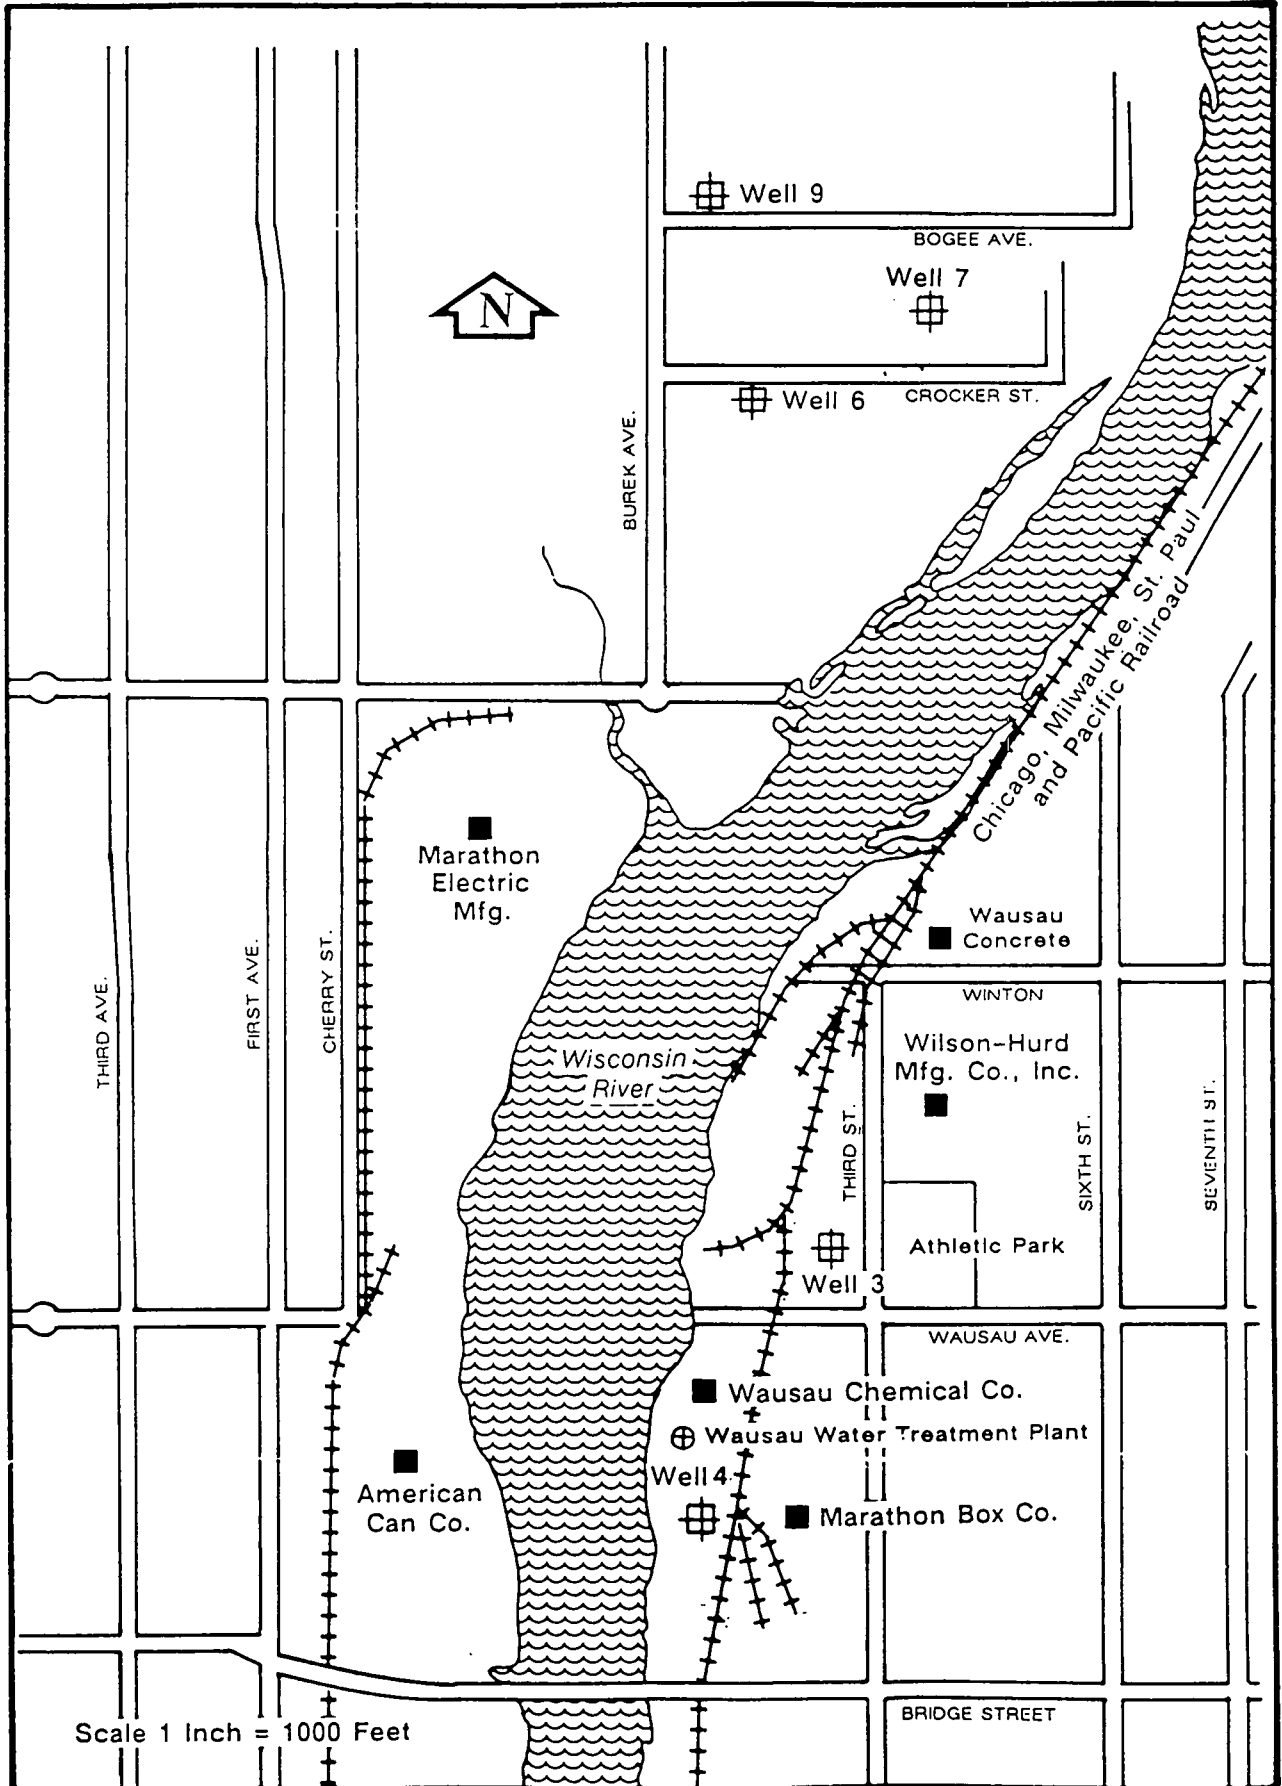 Well 9
BOGEE AVE.
Well 7
N
Well 6
CROCKER ST.
BUREK AVE.
Chicago, Milwaukee, St. Paul
and Pacific Railroad
Marathon
Electric
Mfg.
Wausau
Concrete
WINTON
THIRD AVE.
FIRST AVE.
CHERRY ST.
Wisconsin
River
Wilson-Hurd
Mfg. Co., Inc.
THIRD ST.
SIXTH ST.
SEVENTH ST.
Athletic Park
Well 3
WAUSAU AVE.
Wausau Chemical Co.
Wausau Water Treatment Plant
Well 4
American
Can Co.
Marathon Box Co.
BRIDGE STREET
Scale 1 Inch = 1000 Feet